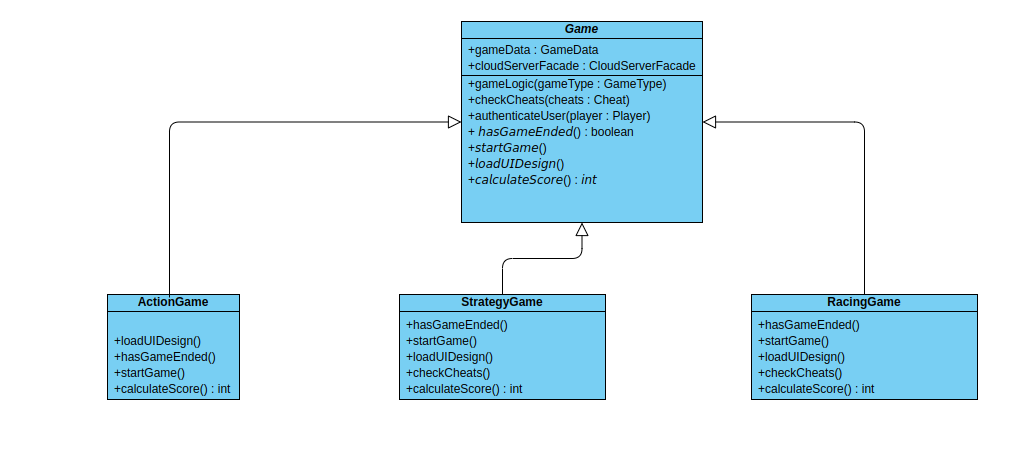 Game
+gameData : GameData
+cloudServerFacade : CloudServerFacade
+gameLogic(gameType : GameType)
+checkCheats(cheats : Cheat)
+authenticateUser(player : Player)
+ hasGameEnded() : boolean
+startGame()
+loadUIDesign()
+calculateScore() : int
ActionGame
+loadUIDesign()
+hasGameEnded()
+startGame()
+calculateScore() : int
StrategyGame
+hasGameEnded()
+startGame()
+loadUIDesign()
+checkCheats()
+calculateScore() : int
RacingGame
+hasGameEnded()
+startGame()
+loadUIDesign()
+checkCheats()
+calculateScore() : int